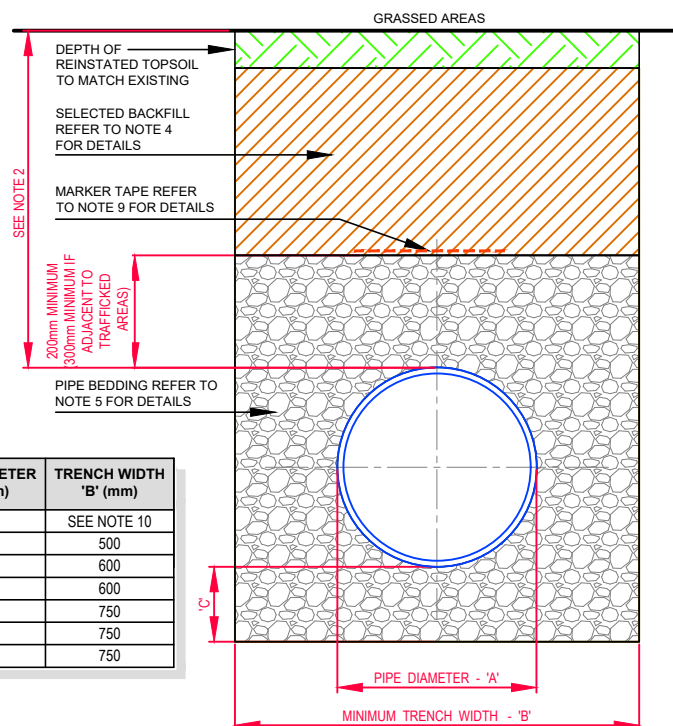 GRASSED AREAS
DEPTH OF
REINSTATED TOPSOIL
TO MATCH EXISTING
SELECTED BACKFILL
REFER TO NOTE 4
FOR DETAILS
SEE NOTE 2
MARKER TAPE REFER
TO NOTE 9 FOR DETAILS
200mm MINIMUM
(300mm MINIMUM IF
ADJACENT TO
TRAFFICKED
AREAS)
PIPE BEDDING REFER TO
NOTE 5 FOR DETAILS
TRENCH WIDTH
'B' (mm)
SEE NOTE 10
500
600
600
750
750
750
'C'
PIPE DIAMETER - 'A'
MINIMUM TRENCH WIDTH - 'B'